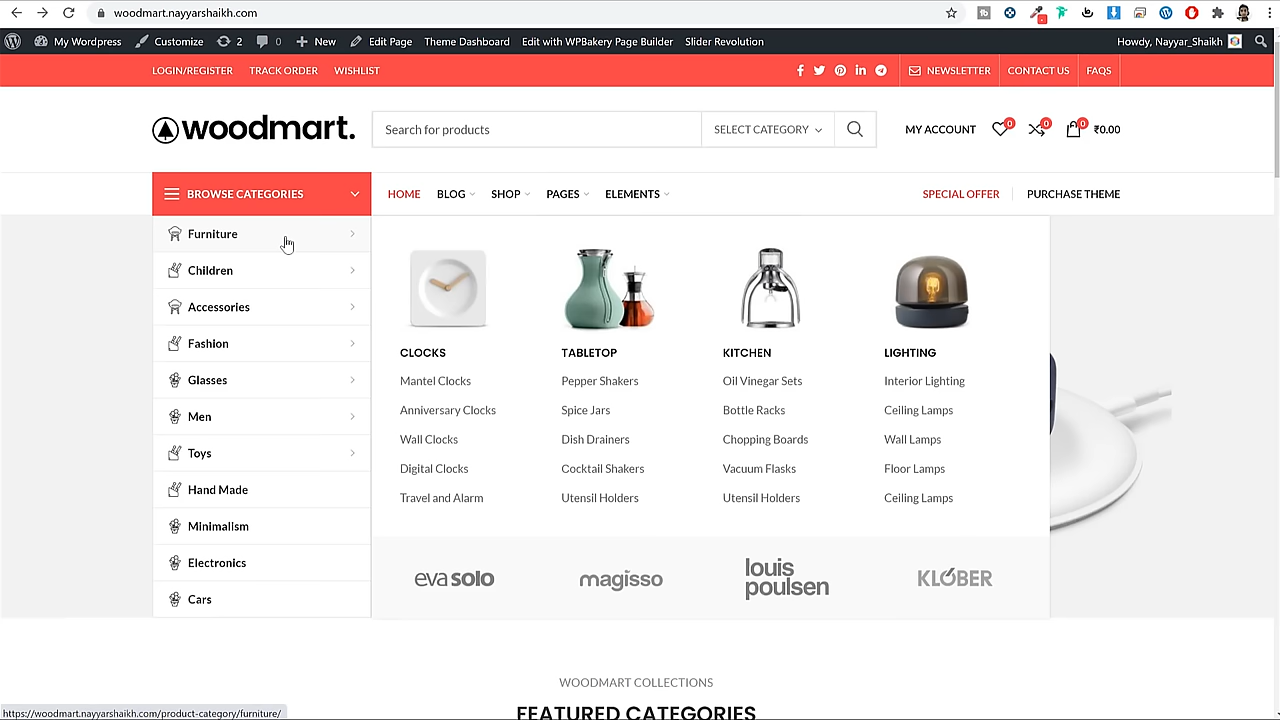 woodmart.nayyarshaikh.com
My Wordpress Customize 2 0 New Edit Page Theme Dashboard Edit with WPBakery Page Builder Slider Revolution Howdy, Nayyar_Shaikh
LOGIN/REGISTER TRACK ORDER WISHLIST NEWSLETTER CONTACT US FAQS
woodmart. Search for products SELECT CATEGORY MY ACCOUNT 0 0 0 ₹0.00
BROWSE CATEGORIES HOME BLOG SHOP PAGES ELEMENTS SPECIAL OFFER PURCHASE THEME
Furniture
Children
Accessories
Fashion
Glasses
Men
Toys
Hand Made
Minimalism
Electronics
Cars
CLOCKS
Mantel Clocks
Anniversary Clocks
Wall Clocks
Digital Clocks
Travel and Alarm
TABLETOP
Pepper Shakers
Spice Jars
Dish Drainers
Cocktail Shakers
Utensil Holders
KITCHEN
Oil Vinegar Sets
Bottle Racks
Chopping Boards
Vacuum Flasks
Utensil Holders
LIGHTING
Interior Lighting
Ceiling Lamps
Wall Lamps
Floor Lamps
Ceiling Lamps
eva solo
magisso
louis
poulsen
KLÓBER
WOODMART COLLECTIONS
FEATURED CATEGORIES
https://woodmart.nayyarshaikh.com/product-category/furniture/